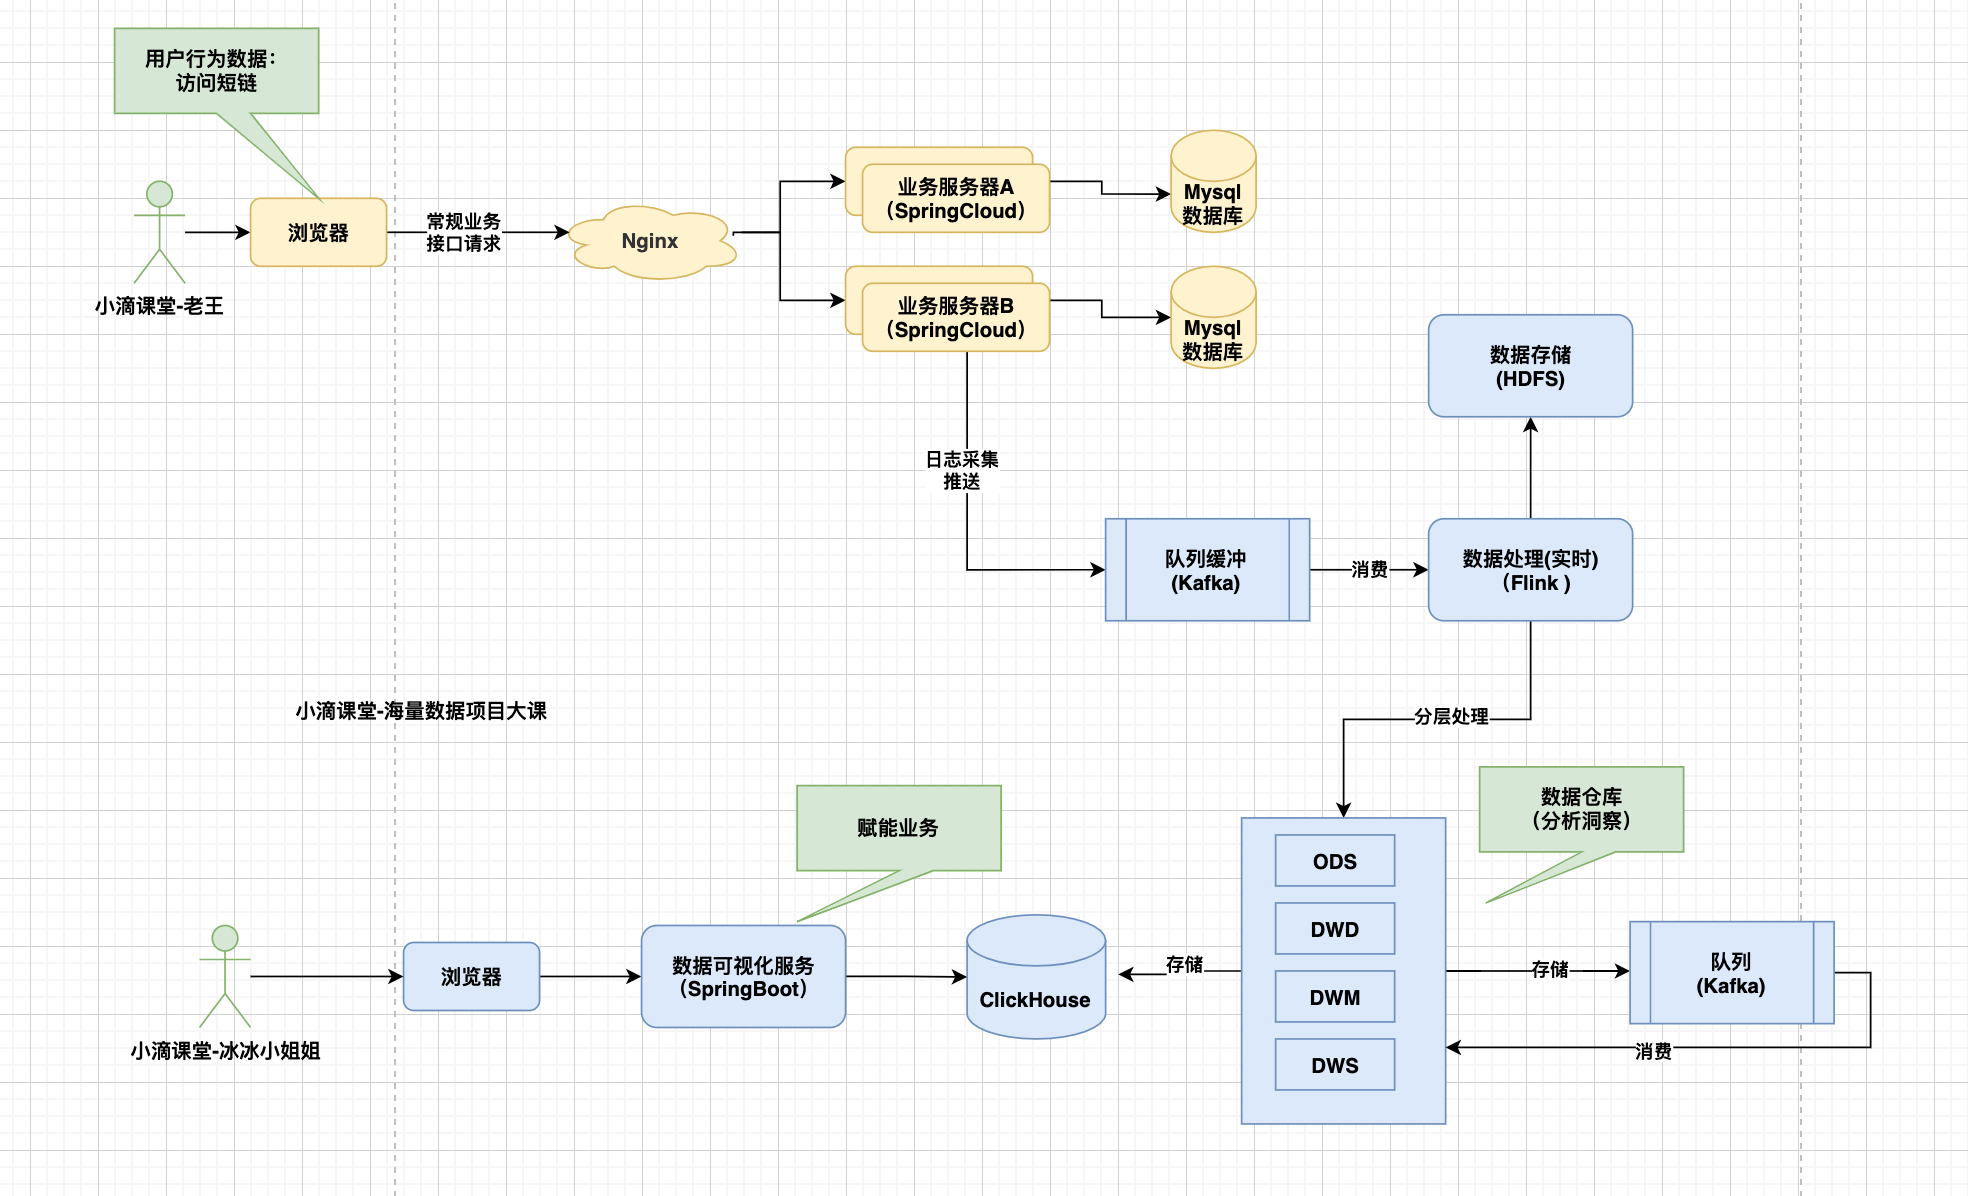 用户行为数据：
访问短链
小滴课堂-老王
浏览器
常规业务
接口请求
Nginx
业务服务器A
（SpringCloud）
Mysql
数据库
业务服务器B
（SpringCloud）
Mysql
数据库
日志采集
推送
队列缓冲
(Kafka)
消费
数据处理(实时)
（Flink ）
数据存储
(HDFS)
小滴课堂-海量数据项目大课
分层处理
数据仓库
（分析洞察）
赋能业务
小滴课堂-冰冰小姐姐
浏览器
数据可视化服务
（SpringBoot）
ClickHouse
存储
ODS
DWD
DWM
DWS
存储
队列
(Kafka)
消费